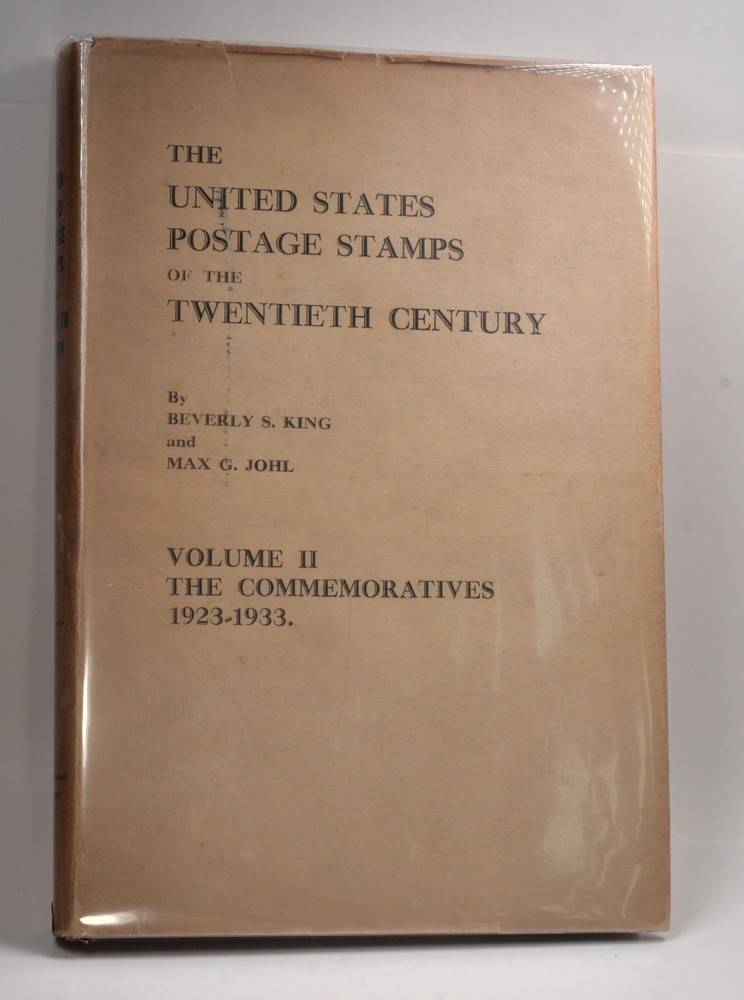 THE
UNITED STATES
POSTAGE STAMPS
OF THE
TWENTIETH CENTURY
By
BEVERLY S. KING
and
MAX G. JOHL
VOLUME II
THE COMMEMORATIVES
1923-1933.